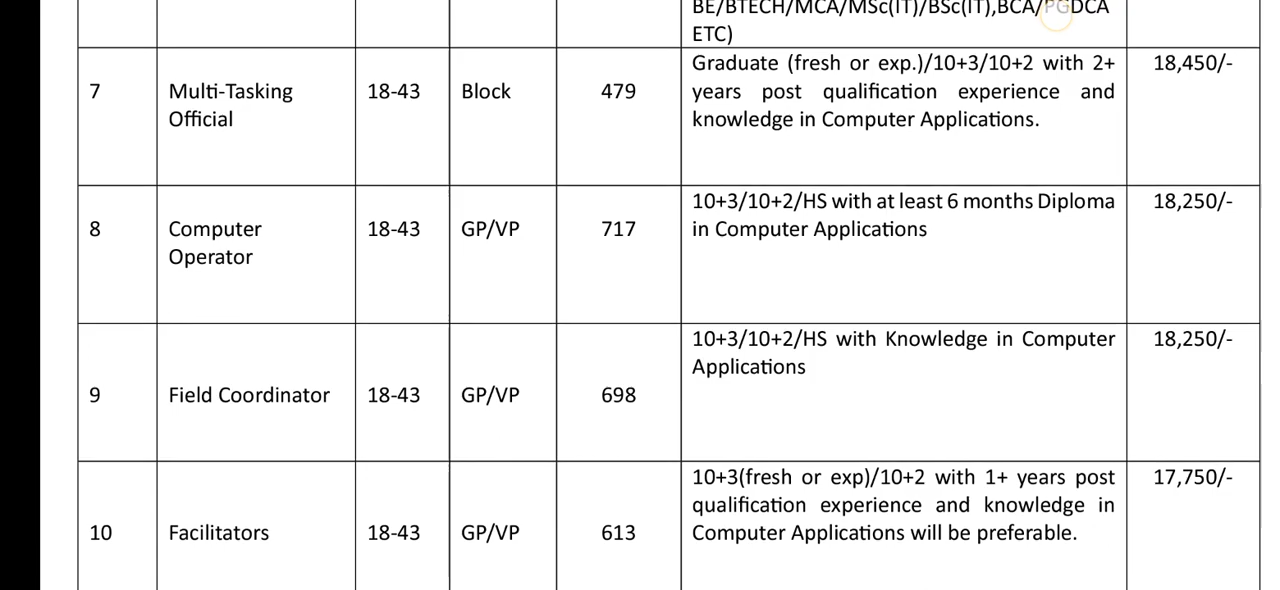 BE/BTECH/MCA/MSc(IT)/BSc(IT),BCA/PGDCA
ETC)
7 Multi-Tasking Official 18-43 Block 479 Graduate (fresh or exp.)/10+3/10+2 with 2+ 18,450/-
years post qualification experience and
knowledge in Computer Applications.
8 Computer Operator 18-43 GP/VP 717 10+3/10+2/HS with at least 6 months Diploma 18,250/-
in Computer Applications
9 Field Coordinator 18-43 GP/VP 698 10+3/10+2/HS with Knowledge in Computer 18,250/-
Applications
10 Facilitators 18-43 GP/VP 613 10+3(fresh or exp)/10+2 with 1+ years post 17,750/-
qualification experience and knowledge in
Computer Applications will be preferable.